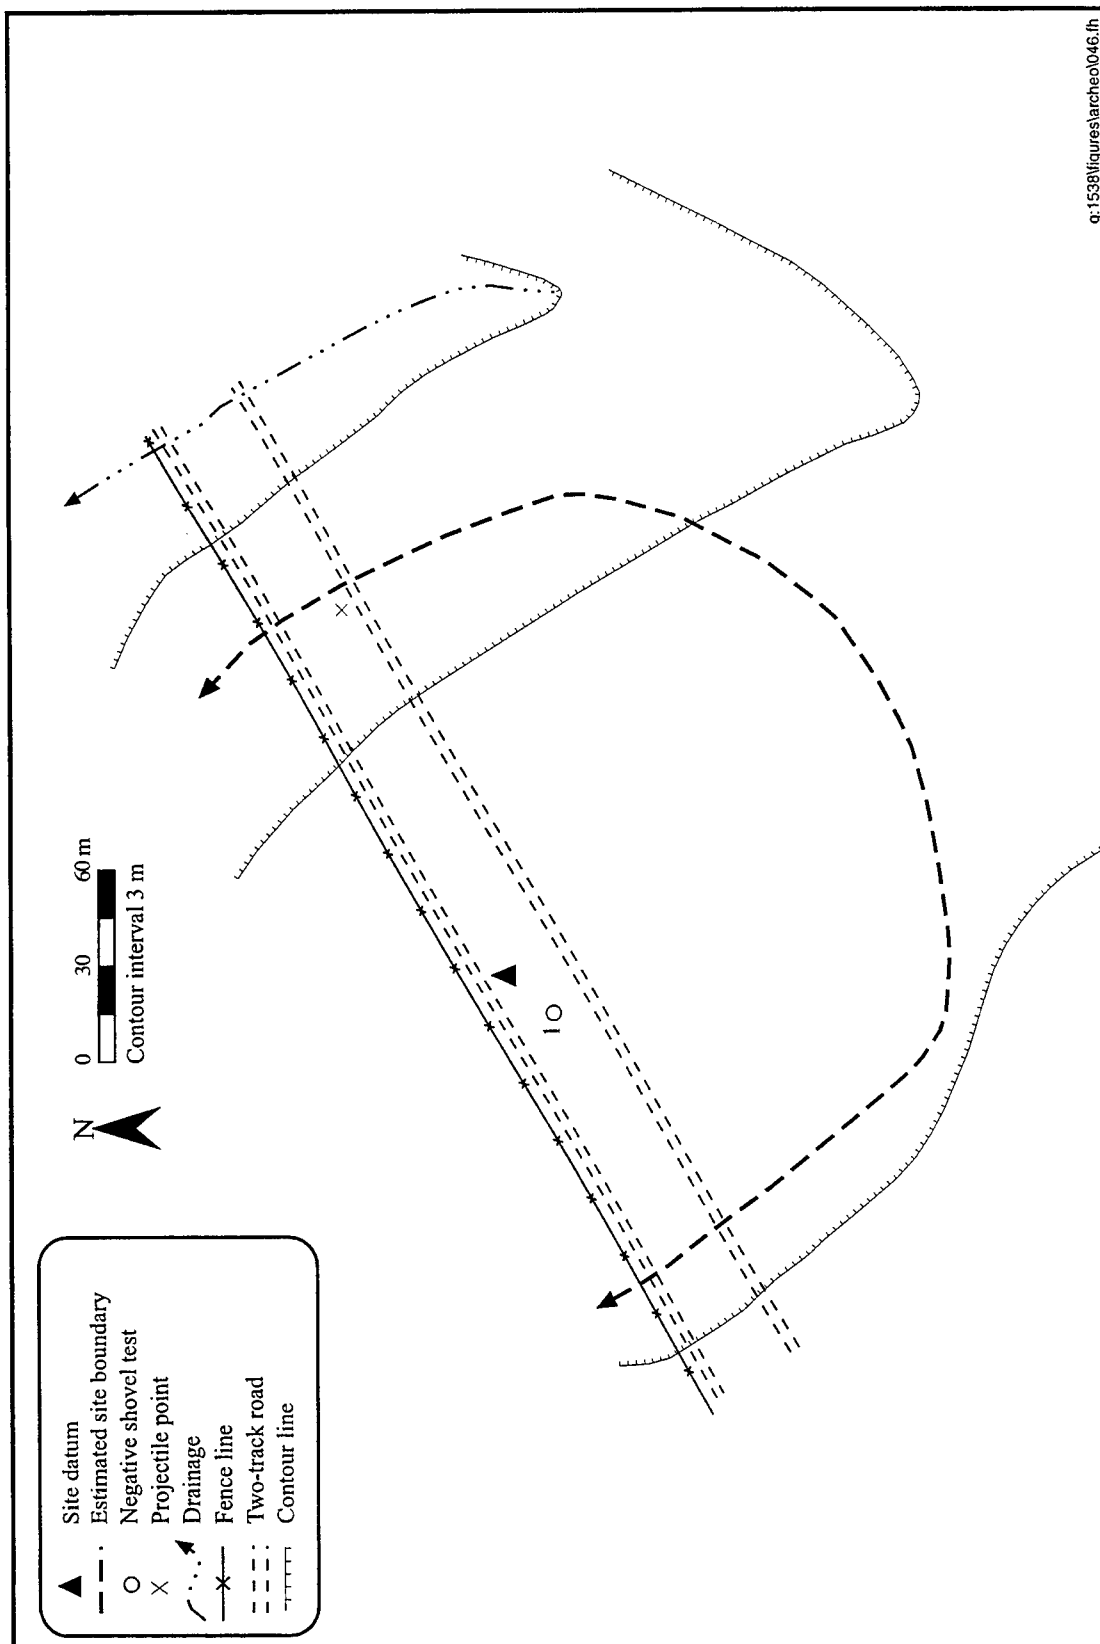 Site datum
Estimated site boundary
Negative shovel test
Projectile point
Drainage
Fence line
Two-track road
Contour line
N
0 30 60 m
Contour interval 3 m
1
q:1538\figures\archeo\046.fh